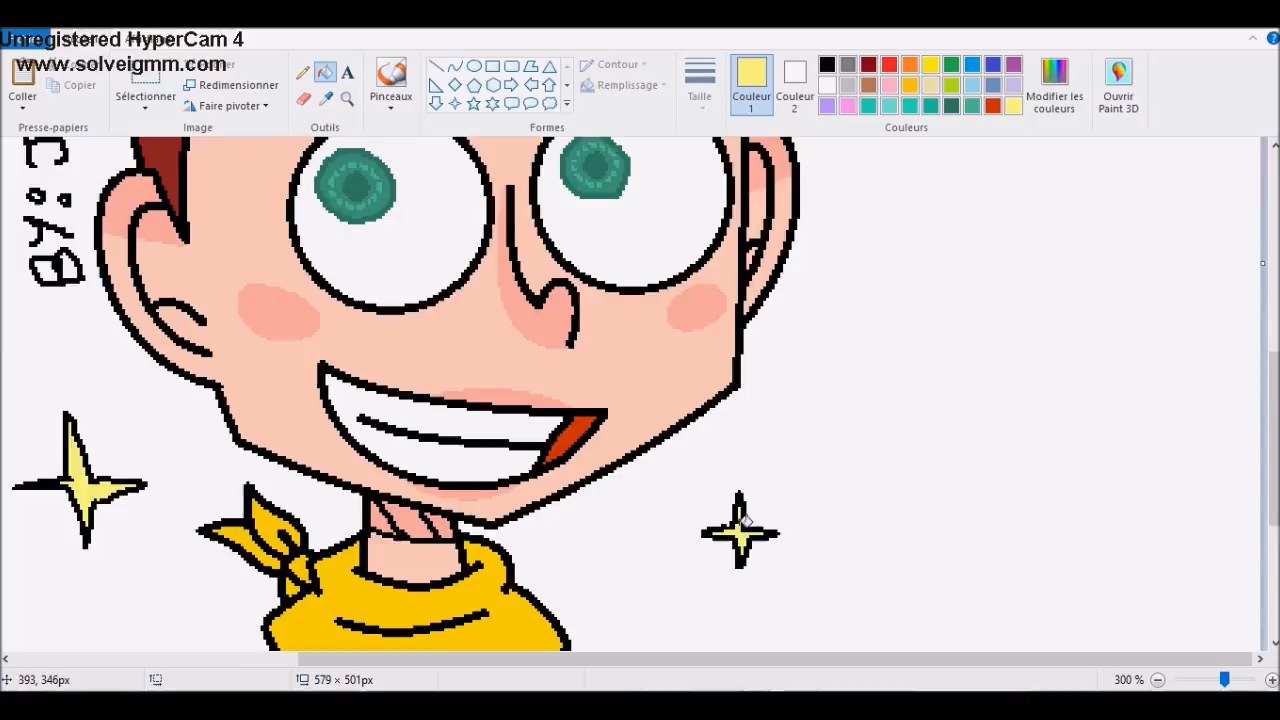 Unregistered HyperCam 4
www.solveigmm.com
Coller
Copier
Presse-papiers
Sélectionner
Redimensionner
Faire pivoter
Image
Outils
Pinceaux
Contour
Remplissage
Formes
Taille
Couleur 1
Couleur 2
Couleurs
Modifier les couleurs
Ouvrir Paint 3D
By:
393, 346px
579 × 501px
300 %